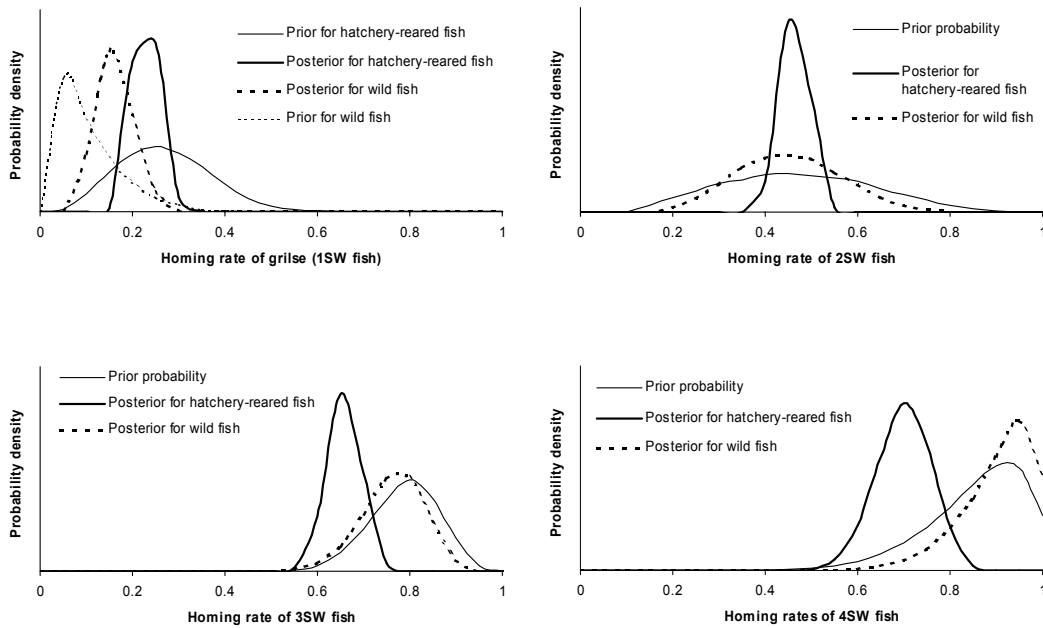 Probability density
Prior for hatchery-reared fish
Posterior for hatchery-reared fish
Posterior for wild fish
Prior for wild fish
0 0.2 0.4 0.6 0.8 1
Homing rate of grilse (1SW fish)
Probability density
Prior probability
Posterior for
hatchery-reared fish
Posterior for wild fish
0 0.2 0.4 0.6 0.8 1
Homing rate of 2SW fish
Probability density
Prior probability
Posterior for hatchery-reared fish
Posterior for wild fish
0 0.2 0.4 0.6 0.8 1
Homing rate of 3SW fish
Probability density
Prior probability
Posterior for hatchery-reared fish
Posterior for wild fish
0 0.2 0.4 0.6 0.8 1
Homing rates of 4SW fish